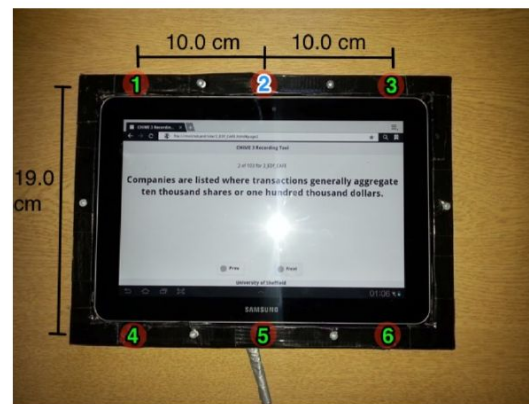 10.0 cm 10.0 cm
1 2 3
19.0
cm
CHiME 3 Recording Tool
Companies are listed where transactions generally aggregate
ten thousand shares or one hundred thousand dollars.
Prev Next
University of Sheffield
01:06
SAMSUNG
4 5 6